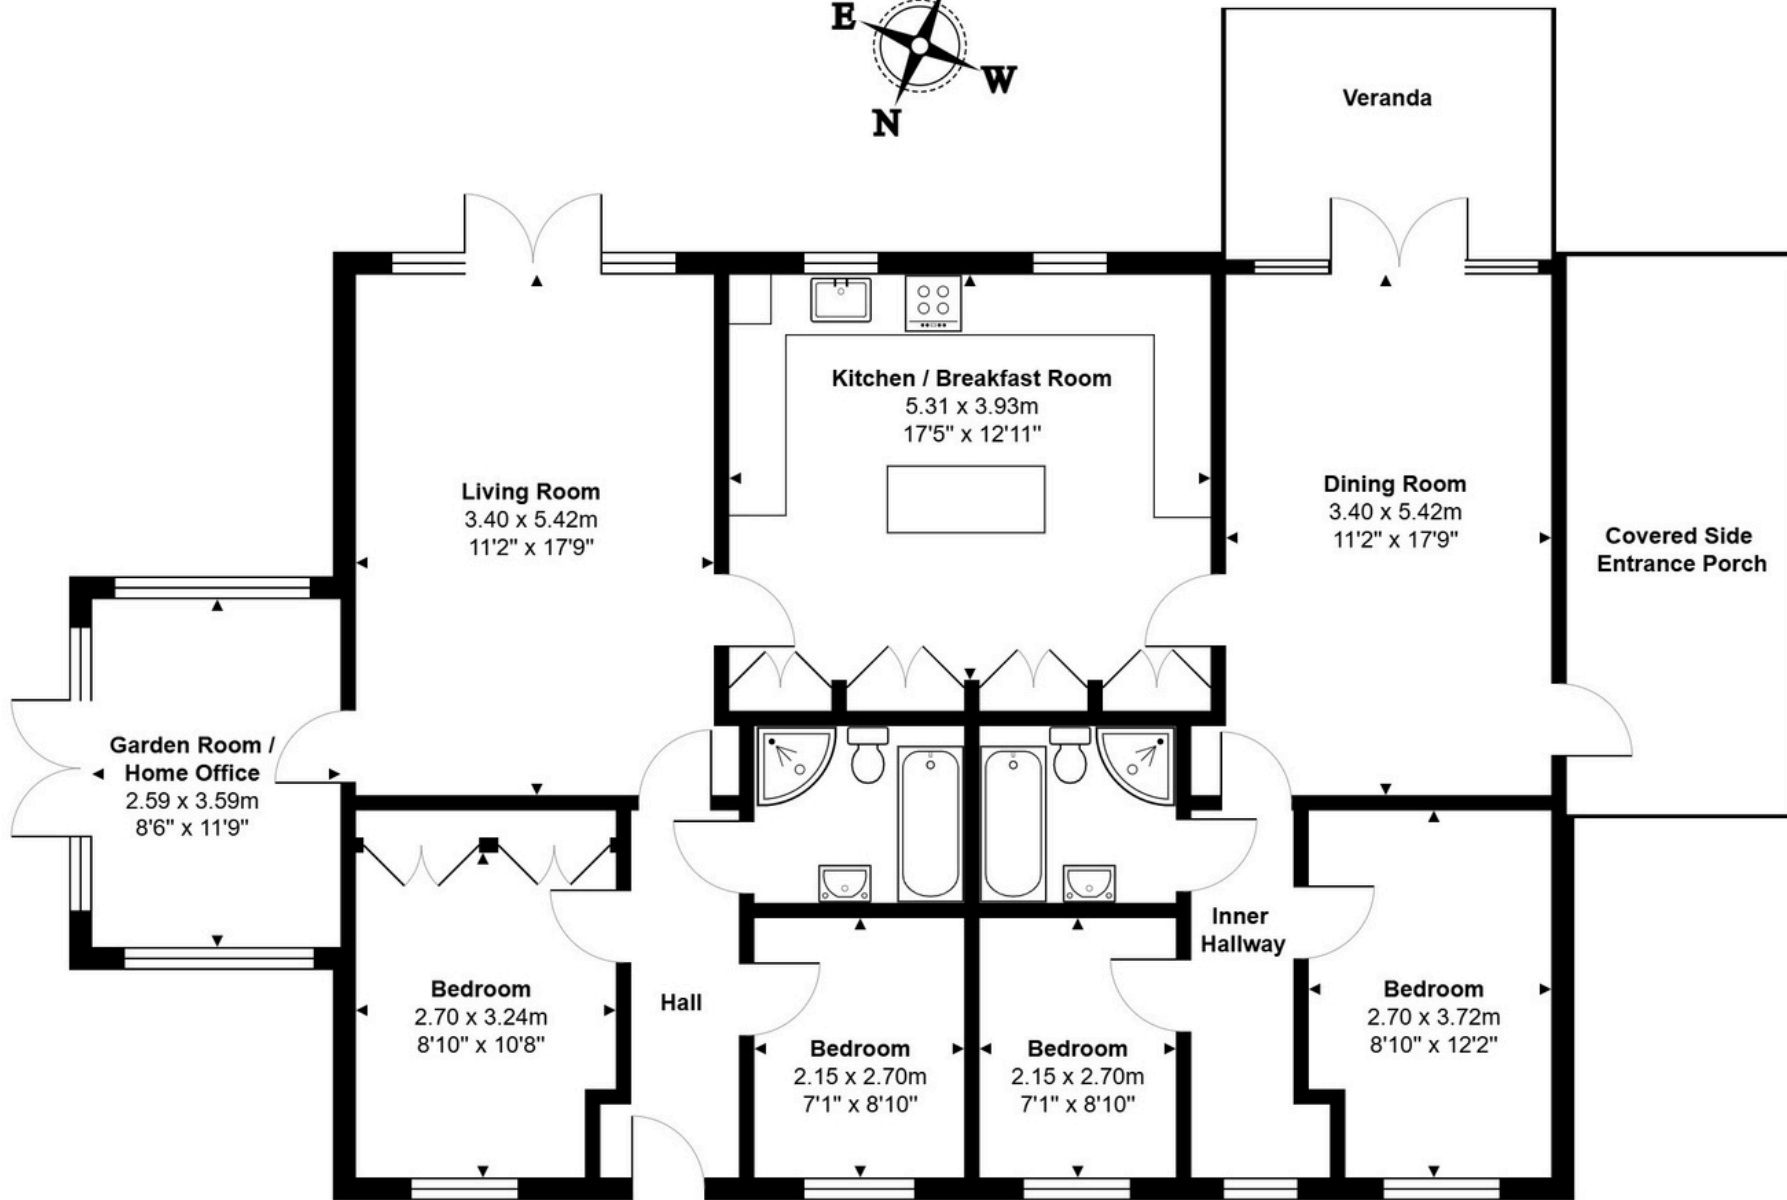 E
W
N
Veranda
Kitchen / Breakfast Room
5.31 x 3.93m
17'5" x 12'11"
Living Room
3.40 x 5.42m
11'2" x 17'9"
Dining Room
3.40 x 5.42m
11'2" x 17'9"
Covered Side
Entrance Porch
Garden Room /
Home Office
2.59 x 3.59m
8'6" x 11'9"
Inner
Hallway
Bedroom
2.70 x 3.24m
8'10" x 10'8"
Hall
Bedroom
2.15 x 2.70m
7'1" x 8'10"
Bedroom
2.15 x 2.70m
7'1" x 8'10"
Bedroom
2.70 x 3.72m
8'10" x 12'2"